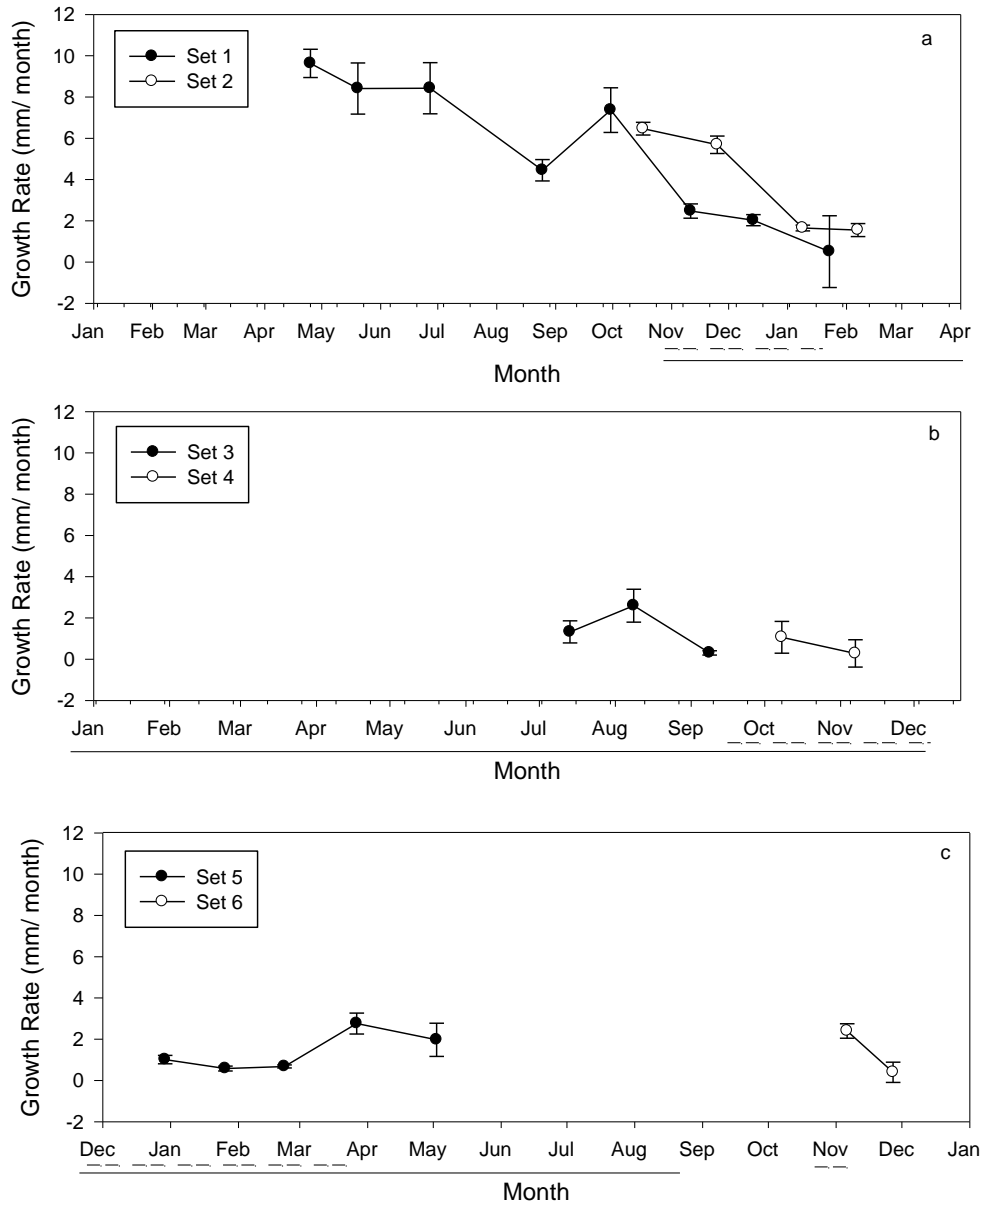 12
a
Set 1
Set 2
10
8
6
4
2
0
-2
Growth Rate (mm/ month)
Jan Feb Mar Apr May Jun Jul Aug Sep Oct Nov Dec Jan Feb Mar Apr
Month
12
b
Set 3
Set 4
10
8
6
4
2
0
-2
Growth Rate (mm/ month)
Jan Feb Mar Apr May Jun Jul Aug Sep Oct Nov Dec
Month
12
c
Set 5
Set 6
10
8
6
4
2
0
-2
Growth Rate (mm/ month)
Dec Jan Feb Mar Apr May Jun Jul Aug Sep Oct Nov Dec Jan
Month